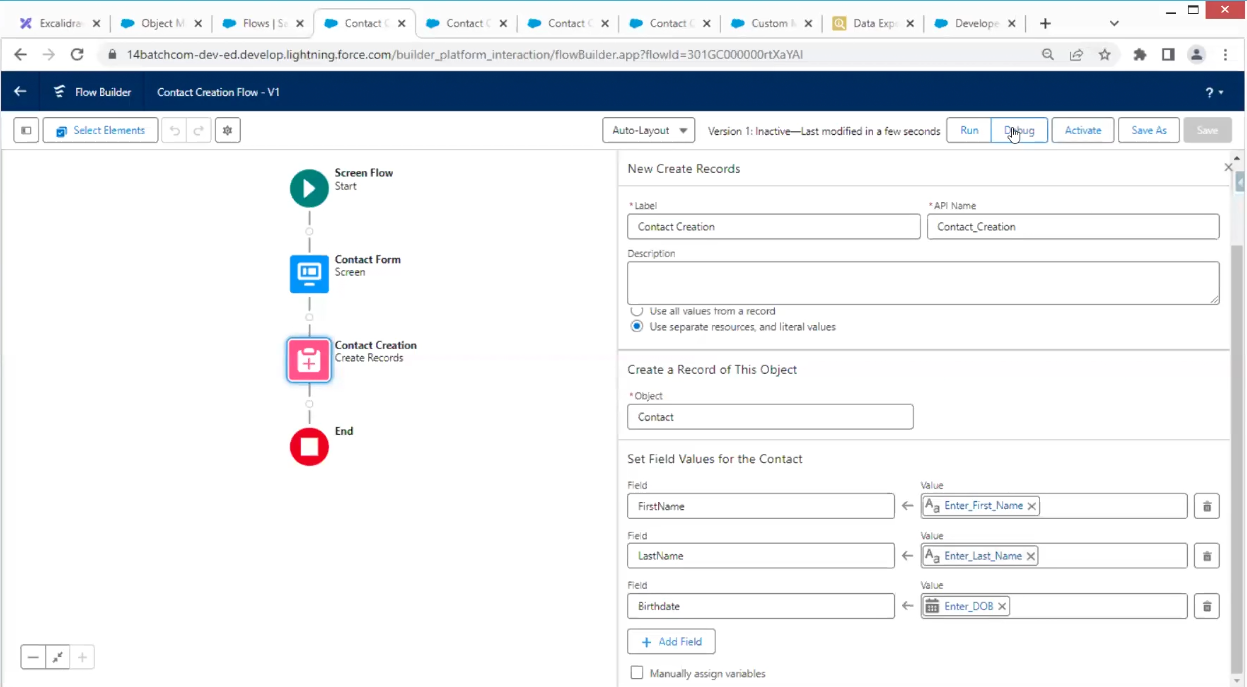 Excalidra
Object M
Flows | Sa
Contact C
Contact C
Contact C
Contact C
Custom M
Data Exp
Develope
14batchcom-dev-ed.develop.lightning.force.com/builder_platform_interaction/flowBuilder.app?flowId=301GC000000rtXaYAI
Flow Builder
Contact Creation Flow - V1
?
Select Elements
Auto-Layout
Version 1: Inactive—Last modified in a few seconds
Run
Debug
Activate
Save As
Save
Screen Flow
Start
Contact Form
Screen
Contact Creation
Create Records
End
New Create Records
* Label
* API Name
Contact Creation
Contact_Creation
Description
Use all values from a record
Use separate resources, and literal values
Create a Record of This Object
* Object
Contact
Set Field Values for the Contact
Field
Value
FirstName
Aa Enter_First_Name
Field
Value
LastName
Aa Enter_Last_Name
Field
Value
Birthdate
Enter_DOB
+ Add Field
Manually assign variables